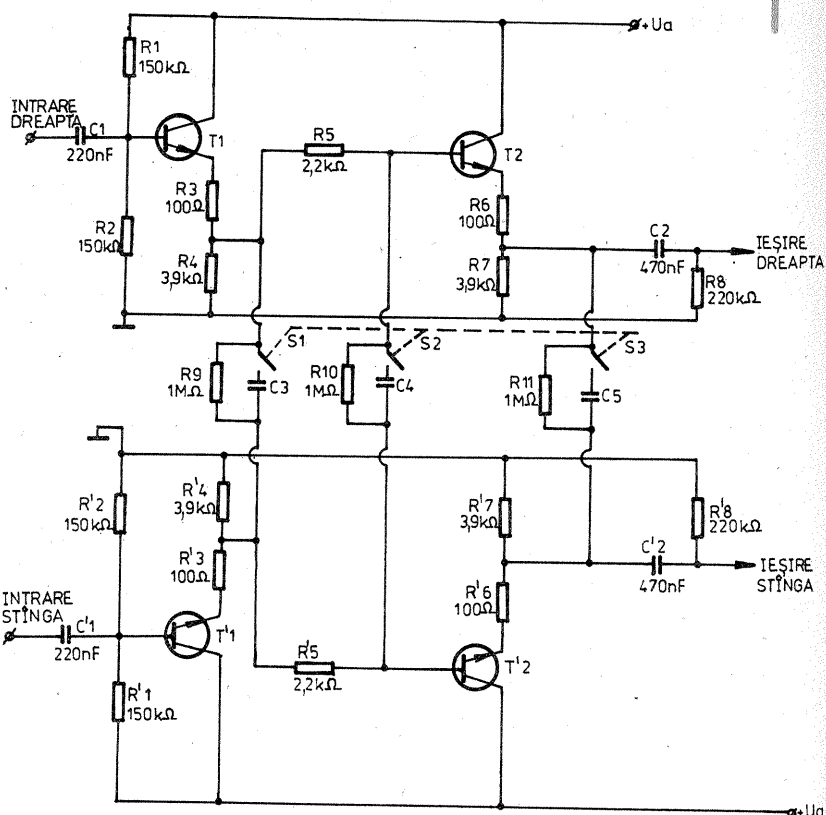 +Ua
R1
150kΩ
INTRARE
DREAPTA
C1
220nF
T1
R5
2,2kΩ
T2
R3
100Ω
R6
100Ω
R2
150kΩ
R4
3,9kΩ
R7
3,9kΩ
C2
470nF
IEȘIRE
DREAPTA
R8
220kΩ
S1
S2
S3
R9
1MΩ
C3
R10
1MΩ
C4
R11
1MΩ
C5
R'2
150kΩ
R'4
3,9kΩ
R'7
3,9kΩ
R'8
220kΩ
R'3
100Ω
C'2
470nF
IEȘIRE
STÎNGA
R'6
100Ω
INTRARE
STÎNGA
C'1
220nF
T'1
R'5
2,2kΩ
T'2
R'1
150kΩ
+Ua